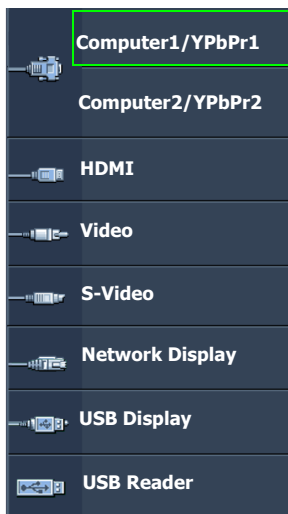 Computer1/YPbPr1
Computer2/YPbPr2
HDMI
Video
S-Video
Network Display
USB Display
USB Reader